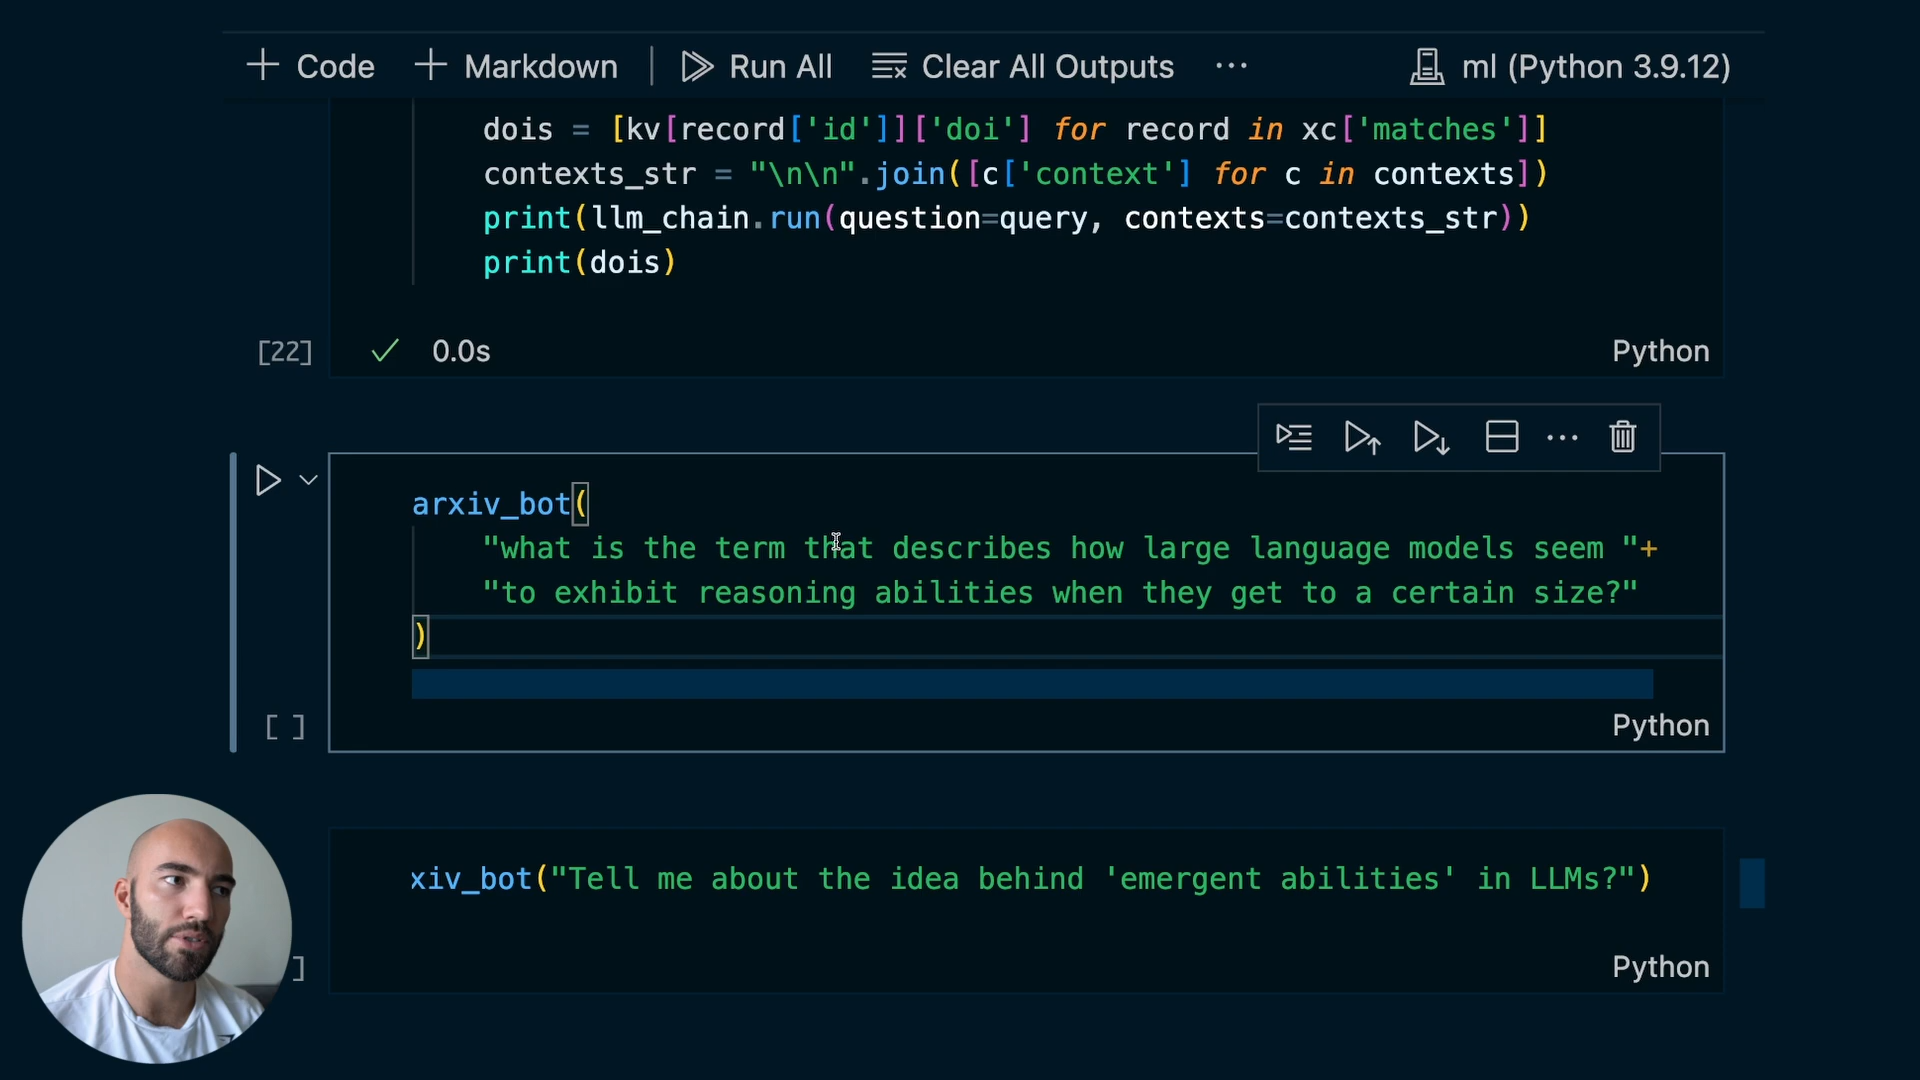 Code Markdown Run All Clear All Outputs ... ml (Python 3.9.12)
dois = [kv[record['id']]['doi'] for record in xc['matches']]
contexts_str = "\n\n".join([c['context'] for c in contexts])
print(llm_chain.run(question=query, contexts=contexts_str))
print(dois)
[22] 0.0s Python
arxiv_bot(
"what is the term that describes how large language models seem "+
"to exhibit reasoning abilities when they get to a certain size?"
)
[ ] Python
xiv_bot("Tell me about the idea behind 'emergent abilities' in LLMs?")
] Python